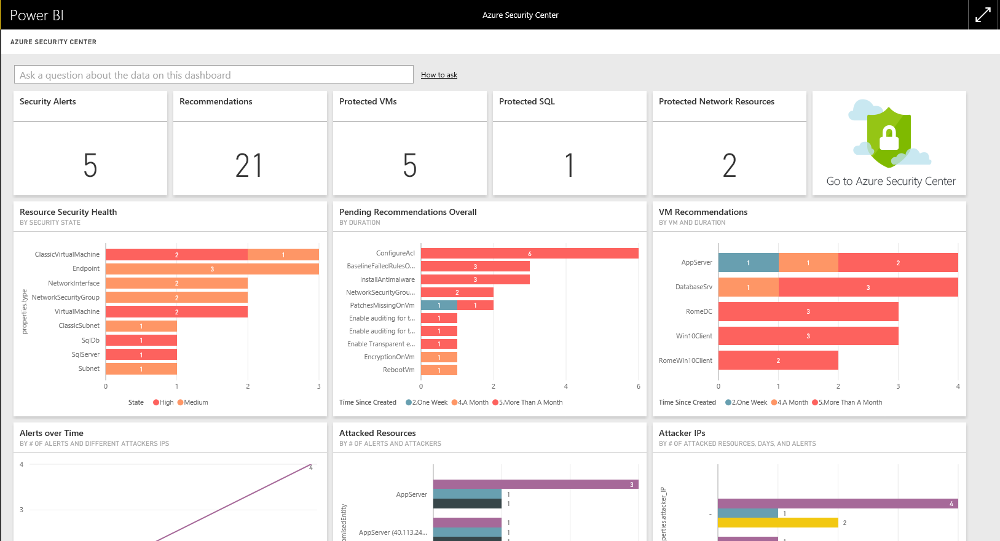 Power BI
Azure Security Center
AZURE SECURITY CENTER
Ask a question about the data on this dashboard
How to ask
Security Alerts
5
Recommendations
21
Protected VMs
5
Protected SQL
1
Protected Network Resources
2
Go to Azure Security Center
Resource Security Health
BY SECURITY STATE
properties.type
ClassicVirtualMachine 2 1
Endpoint 3
NetworkInterface 2
NetworkSecurityGroup 2
VirtualMachine 2
ClassicSubnet 1
SqlDb 1
SqlServer 1
Subnet 1
0 1 2 3
State High Medium
Pending Recommendations Overall
BY DURATION
ConfigureAcl 6
BaselineFailedRulesO... 3
InstallAntimalware 3
NetworkSecurityGrou... 2
PatchesMissingOnVm 1 1
Enable auditing for t... 1
Enable auditing for t... 1
Enable Transparent e... 1
EncryptionOnVm 1
RebootVm 1
0 2 4 6
Time Since Created 2.One Week 4.A Month 5.More Than A Month
VM Recommendations
BY VM AND DURATION
AppServer 1 1 2
DatabaseSrv 1 3
RomeDC 3
Win10Client 3
RomeWin10Client 2
0 1 2 3 4
Time Since Created 2.One Week 4.A Month 5.More Than A Month
Alerts over Time
BY # OF ALERTS AND DIFFERENT ATTACKERS IPS
4
4
3
Attacked Resources
BY # OF ALERTS AND ATTACKERS
omisedEntity
3
AppServer 1
1
1
AppServer (40.113.24... 1
1
Attacker IPs
BY # OF ATTACKED RESOURCES, DAYS, AND ALERTS
perties.attacker_IP
4
- 1
2
1